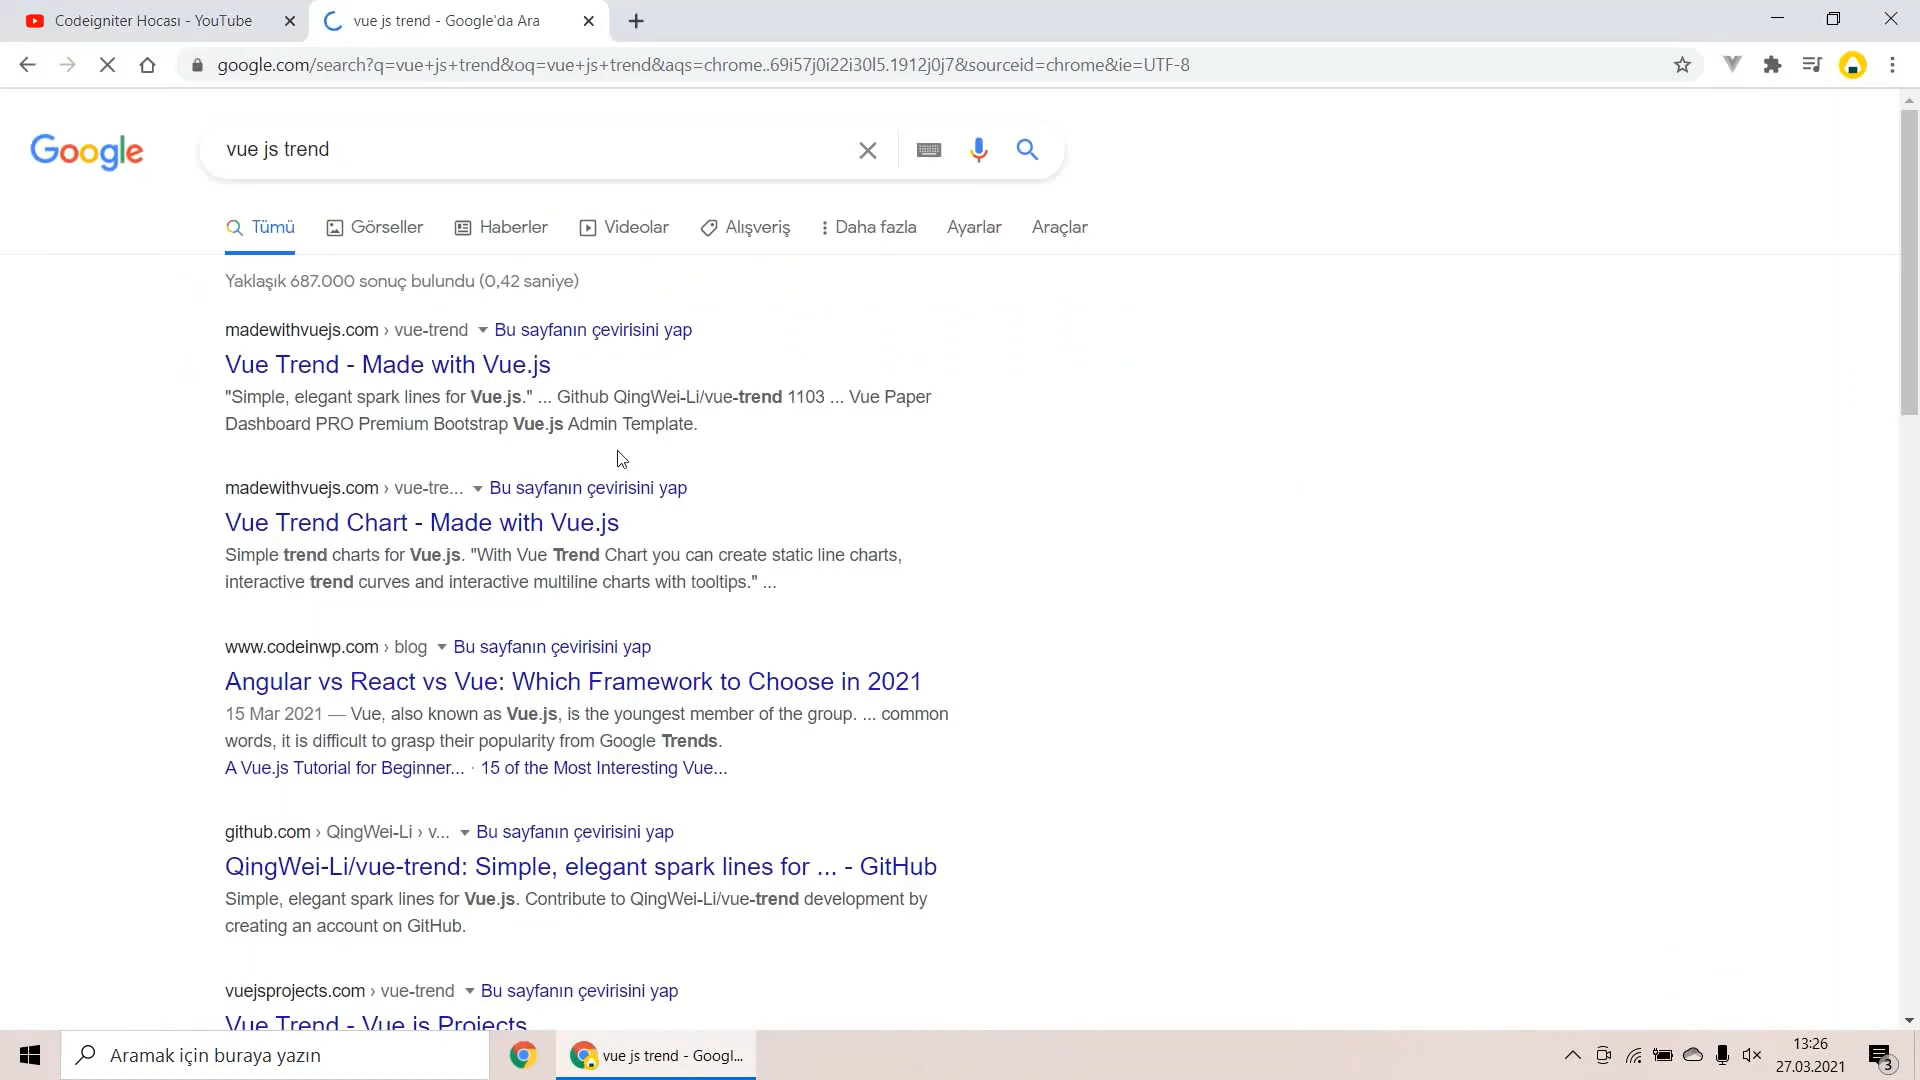 Codeigniter Hocası - YouTube
vue js trend - Google'da Ara
google.com/search?q=vue+js+trend&oq=vue+js+trend&aqs=chrome..69i57j0i22i30l5.1912j0j7&sourceid=chrome&ie=UTF-8
Google
vue js trend
Tümü Görseller Haberler Videolar Alışveriş Daha fazla Ayarlar Araçlar
Yaklaşık 687.000 sonuç bulundu (0,42 saniye)
madewithvuejs.com › vue-trend Bu sayfanın çevirisini yap
Vue Trend - Made with Vue.js
"Simple, elegant spark lines for Vue.js." ... Github QingWei-Li/vue-trend 1103 ... Vue Paper
Dashboard PRO Premium Bootstrap Vue.js Admin Template.
madewithvuejs.com › vue-tre... Bu sayfanın çevirisini yap
Vue Trend Chart - Made with Vue.js
Simple trend charts for Vue.js. "With Vue Trend Chart you can create static line charts,
interactive trend curves and interactive multiline charts with tooltips." ...
www.codeinwp.com › blog Bu sayfanın çevirisini yap
Angular vs React vs Vue: Which Framework to Choose in 2021
15 Mar 2021 — Vue, also known as Vue.js, is the youngest member of the group. ... common
words, it is difficult to grasp their popularity from Google Trends.
A Vue.js Tutorial for Beginner... · 15 of the Most Interesting Vue...
github.com › QingWei-Li › v... Bu sayfanın çevirisini yap
QingWei-Li/vue-trend: Simple, elegant spark lines for ... - GitHub
Simple, elegant spark lines for Vue.js. Contribute to QingWei-Li/vue-trend development by
creating an account on GitHub.
vuejsprojects.com › vue-trend Bu sayfanın çevirisini yap
Vue Trend - Vue.js Projects
Aramak için buraya yazın
vue js trend - Googl...
13:26
27.03.2021
3